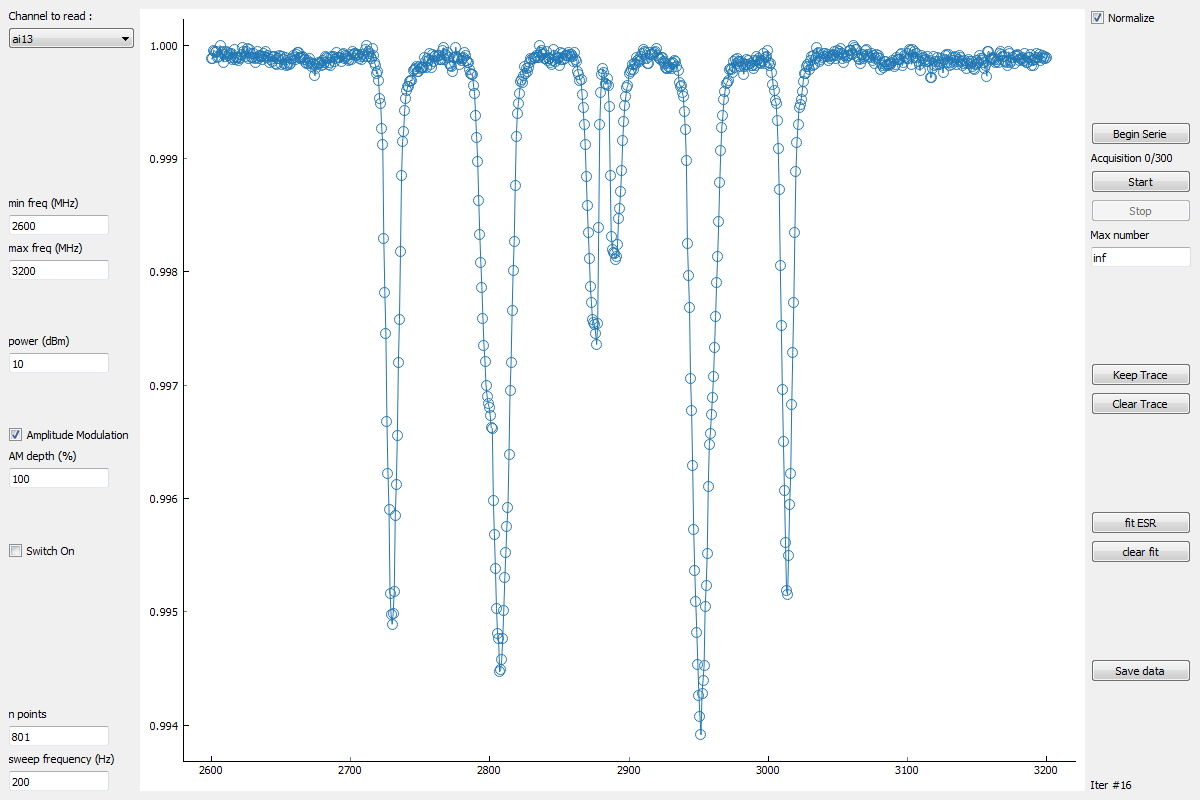 Channel to read :
ai13
min freq (MHz)
2600
max freq (MHz)
3200
power (dBm)
10
Amplitude Modulation
AM depth (%)
100
Switch On
n points
801
sweep frequency (Hz)
200
1.000
0.999
0.998
0.997
0.996
0.995
0.994
2600 2700 2800 2900 3000 3100 3200
Normalize
Begin Serie
Acquisition 0/300
Start
Stop
Max number
inf
Keep Trace
Clear Trace
fit ESR
clear fit
Save data
Iter #16